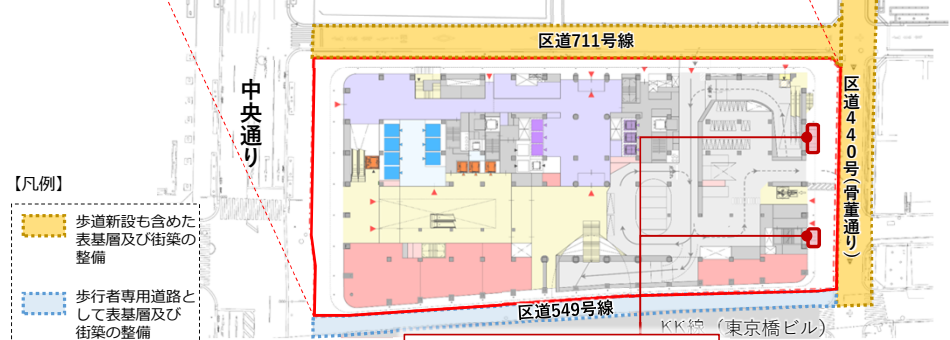 区道711号線
中央通り
区道440号(骨董通り)
【凡例】
歩道新設も含めた
表基層及び街築の
整備
歩行者専用道路と
して表基層及び
街築の整備
区道549号線
KK線（東京橋ビル）